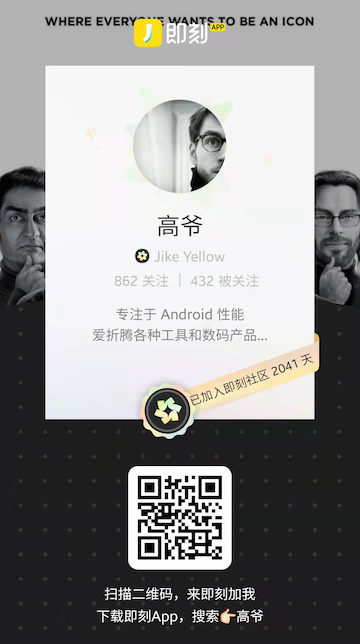 WHERE EVERYONE WANTS TO BE AN ICON
J 即刻 APP
高爷
Jike Yellow
862 关注 | 432 被关注
专注于 Android 性能
爱折腾各种工具和数码产品...
已加入即刻社区 2041 天
扫描二维码，来即刻加我
下载即刻App，搜索👉🏻高爷